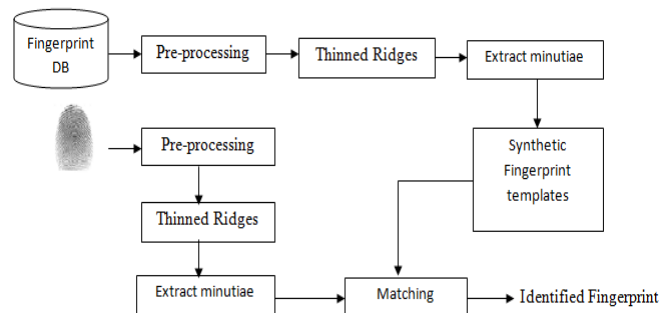 Fingerprint
DB
Pre-processing
Thinned Ridges
Extract minutiae
Pre-processing
Synthetic
Fingerprint
templates
Thinned Ridges
Extract minutiae
Matching
Identified Fingerprint